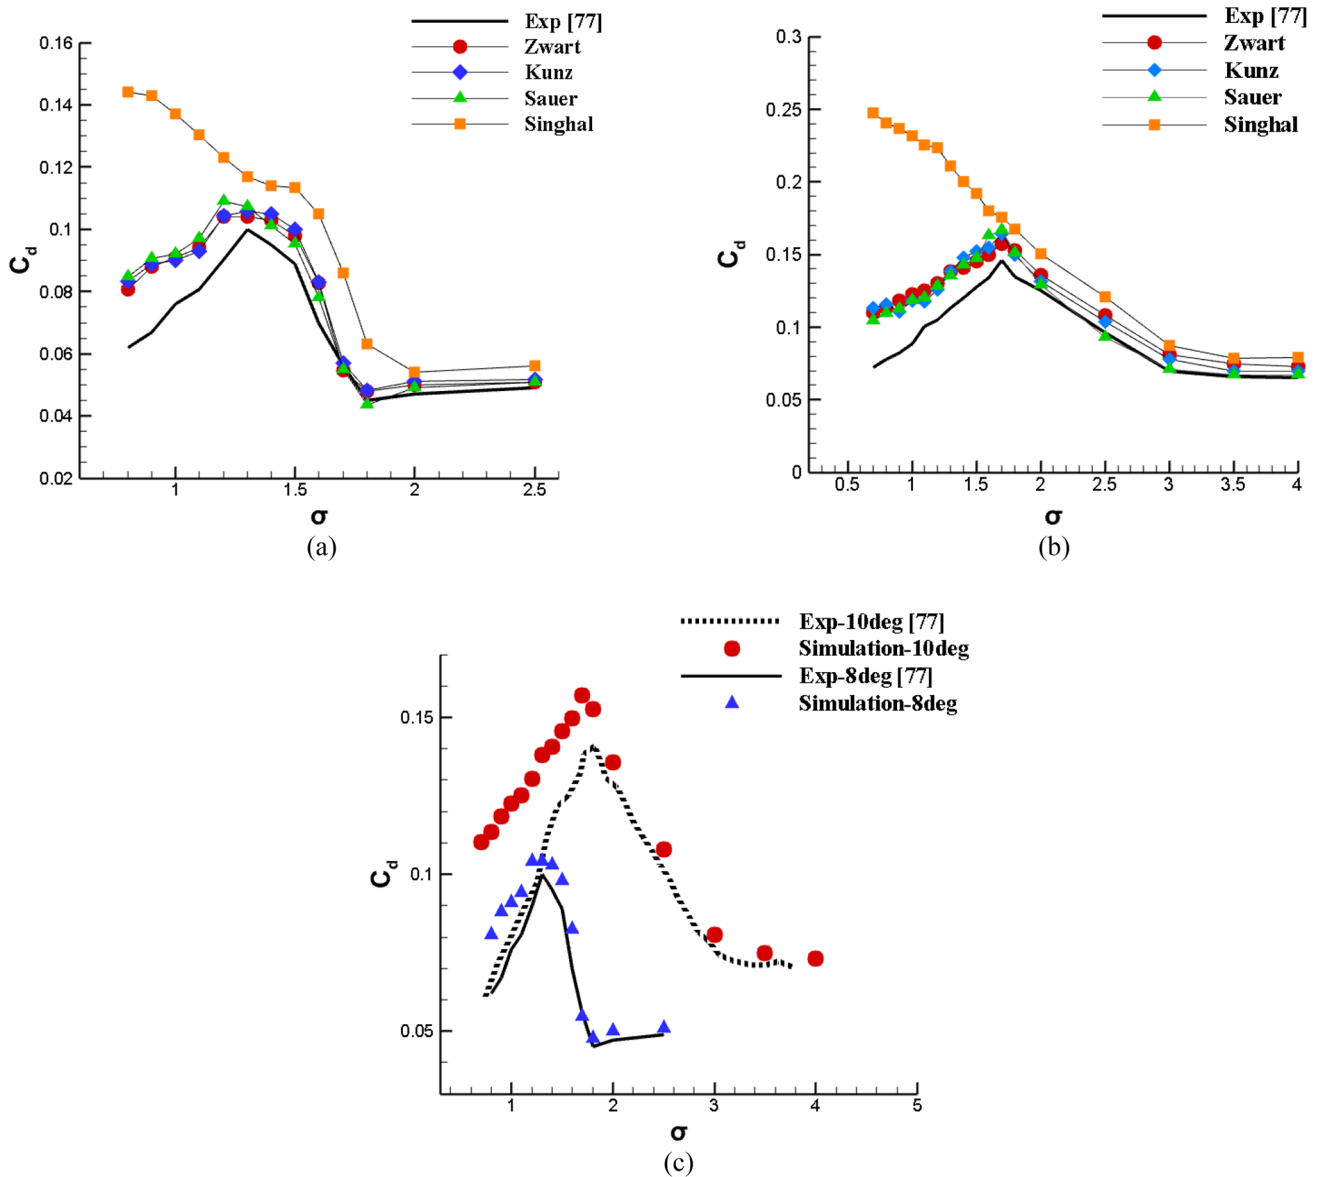 Exp [77]
Zwart
Kunz
Sauer
Singhal
0.16
0.14
0.12
0.1
0.08
0.06
0.04
0.02
Cd
1
1.5
2
2.5
σ
(a)
Exp [77]
Zwart
Kunz
Sauer
Singhal
0.3
0.25
0.2
0.15
0.1
0.05
0
Cd
0.5
1
1.5
2
2.5
3
3.5
4
σ
(b)
Exp-10deg [77]
Simulation-10deg
Exp-8deg [77]
Simulation-8deg
0.15
0.1
0.05
Cd
1
2
3
4
5
σ
(c)